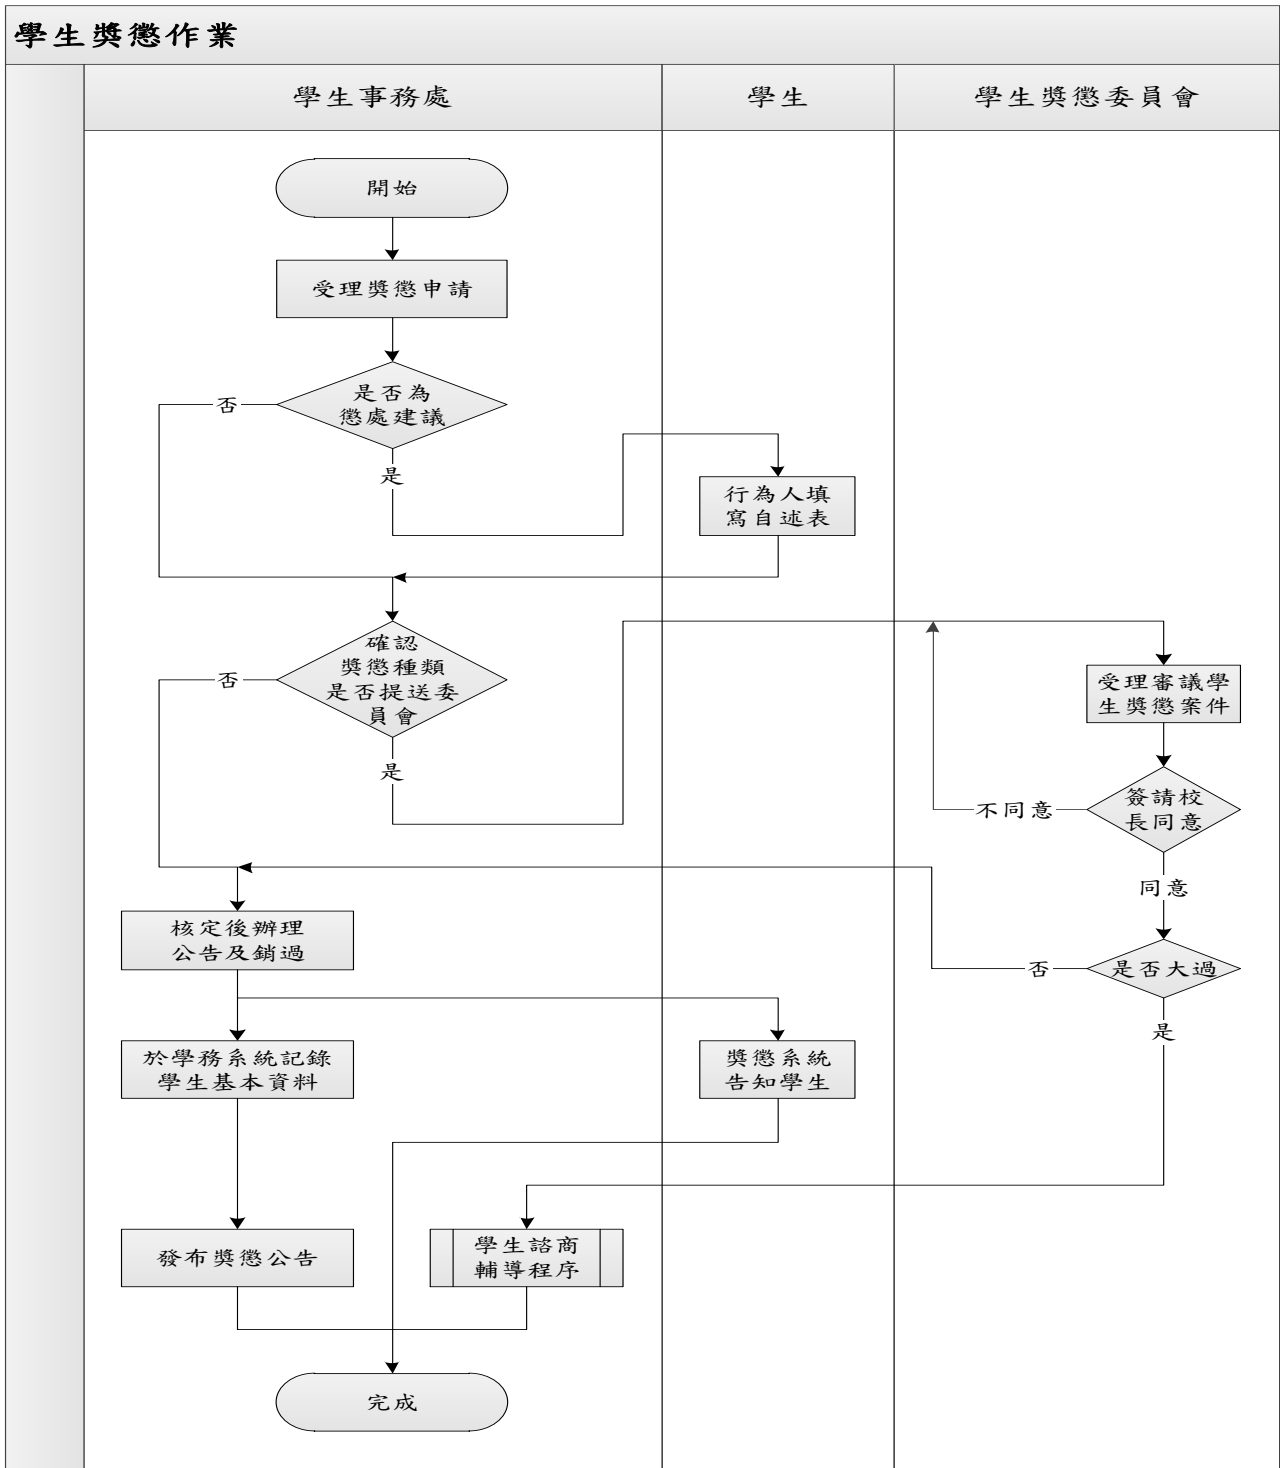 學生獎懲作業
學生事務處
學生
學生獎懲委員會
開始
受理獎懲申請
是否為
懲處建議
否
是
行為人填
寫自述表
確認
獎懲種類
是否提送委
員會
否
是
受理審議學
生獎懲案件
簽請校
長同意
不同意
同意
核定後辦理
公告及銷過
是否大過
否
是
於學務系統記錄
學生基本資料
獎懲系統
告知學生
發布獎懲公告
學生諮商
輔導程序
完成